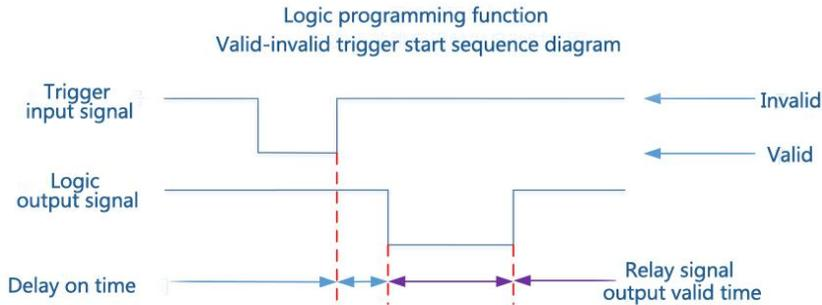 Logic programming function
Valid-invalid trigger start sequence diagram
Trigger
input signal
Invalid
Valid
Logic
output signal
Delay on time
Relay signal
output valid time